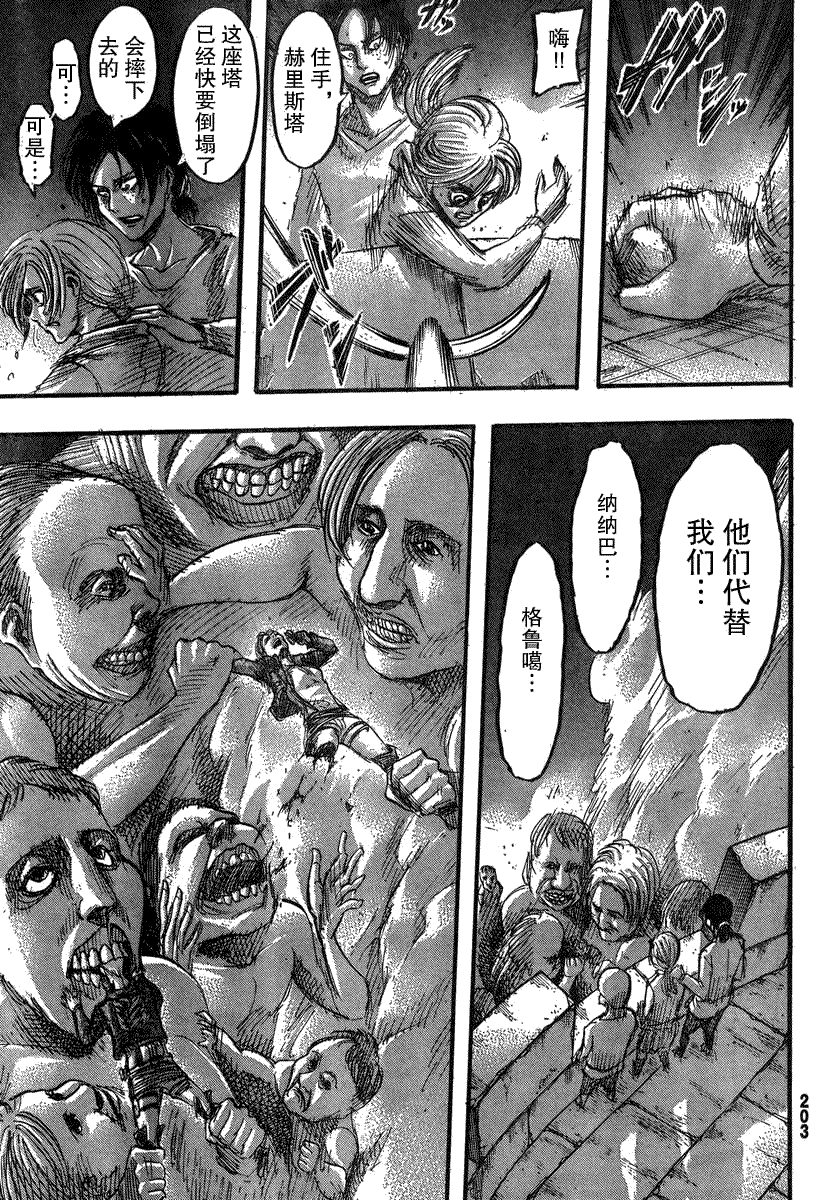 嗨!!
住手，
赫里斯塔
这座塔
已经快要倒塌了
会摔下
去的
可…
可是…
他们代替
我们…
纳纳巴…
格鲁噶…
203